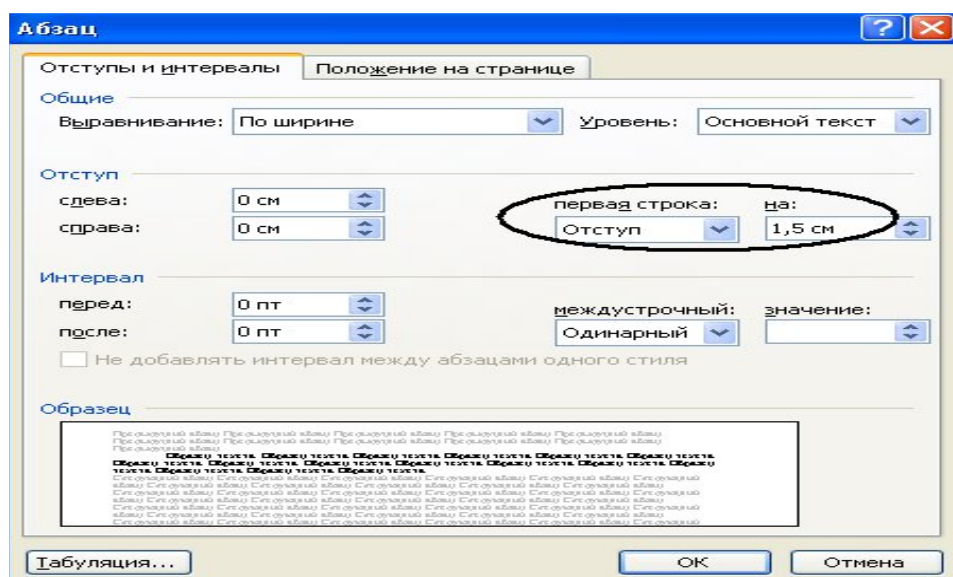 Абзац
Отступы и интервалы Положение на странице
Общие
Выравнивание: По ширине Уровень: Основной текст
Отступ
слева: 0 см первая строка: на:
справа: 0 см Отступ 1,5 см
Интервал
перед: 0 пт междустрочный: значение:
после: 0 пт Одинарный
Не добавлять интервал между абзацами одного стиля
Образец
Табуляция... ОК Отмена